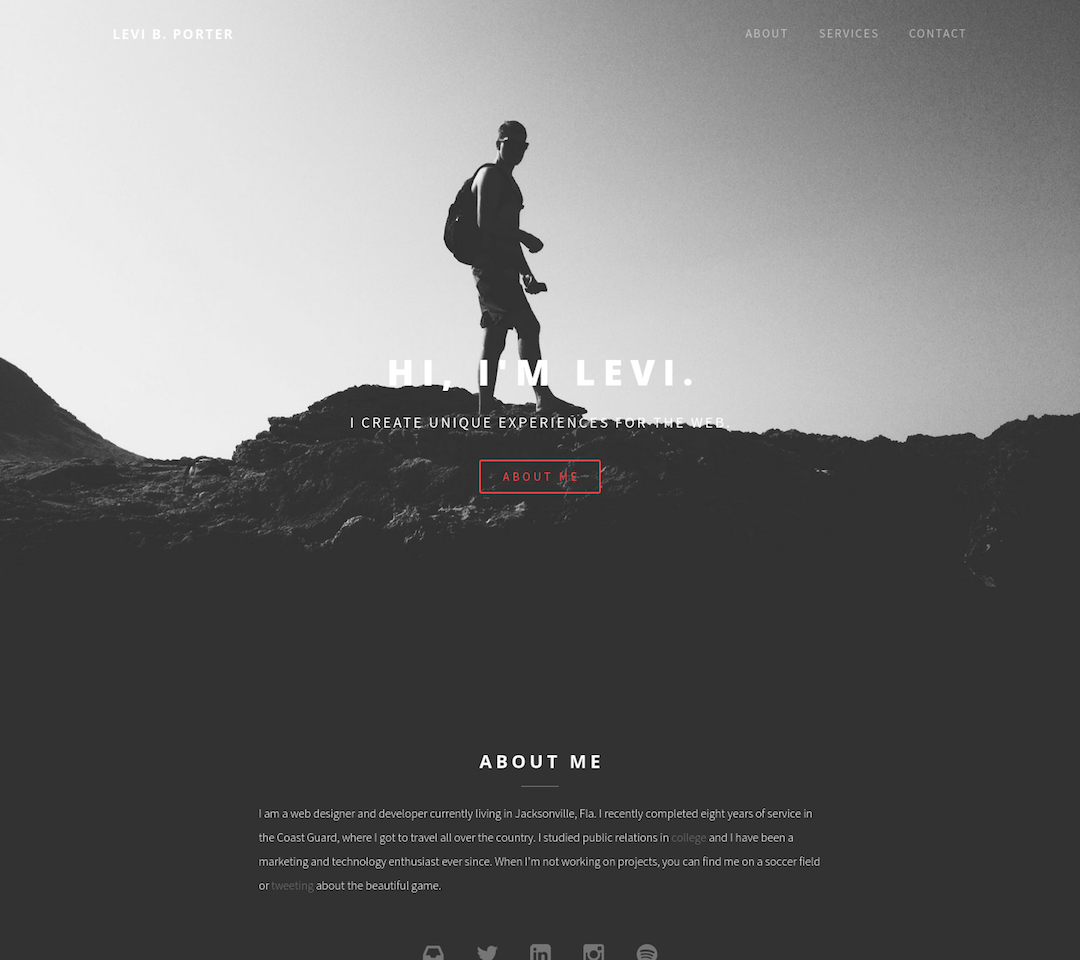 LEVI B. PORTER
ABOUT SERVICES CONTACT
HI, I'M LEVI.
I CREATE UNIQUE EXPERIENCES FOR THE WEB.
ABOUT ME
ABOUT ME
I am a web designer and developer currently living in Jacksonville, Fla. I recently completed eight years of service in
the Coast Guard, where I got to travel all over the country. I studied public relations in college and I have been a
marketing and technology enthusiast ever since. When I'm not working on projects, you can find me on a soccer field
or tweeting about the beautiful game.